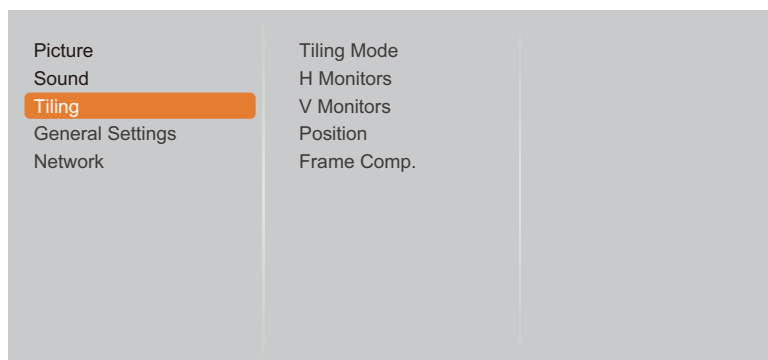 Picture
Sound
Tiling
General Settings
Network
Tiling Mode
H Monitors
V Monitors
Position
Frame Comp.